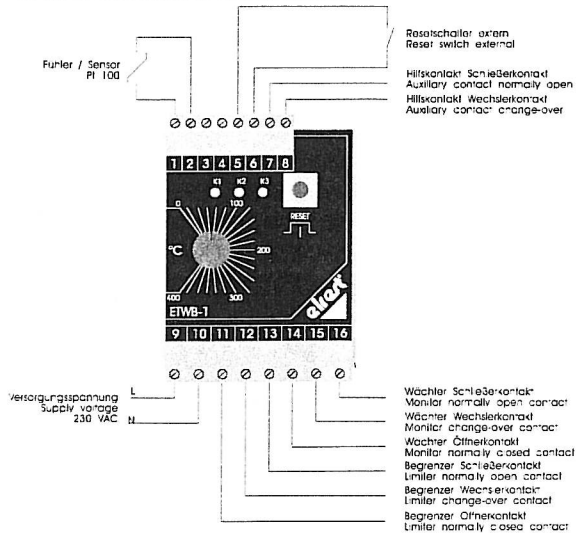 Resetschalter extern
Reset switch external
Fühler / Sensor
Pt 100
Hilfskontakt Schließerkontakt
Auxiliary contact normally open
Hilfskontakt Wechslerkontakt
Auxiliary contact change-over
1 2 3 4 5 6 7 8
K1 K2 K3
0 100
RESET
°C
200
400 300
ETWB-1
elrest
9 10 11 12 13 14 15 16
Versorgungsspannung
Supply voltage
230 VAC
L
N
Wächter Schließerkontakt
Monitor normally open contact
Wächter Wechslerkontakt
Monitor change-over contact
Wächter Öffnerkontakt
Monitor normally closed contact
Begrenzer Schließerkontakt
Limiter normally open contact
Begrenzer Wechslerkontakt
Limiter change-over contact
Begrenzer Öffnerkontakt
Limiter normally closed contact